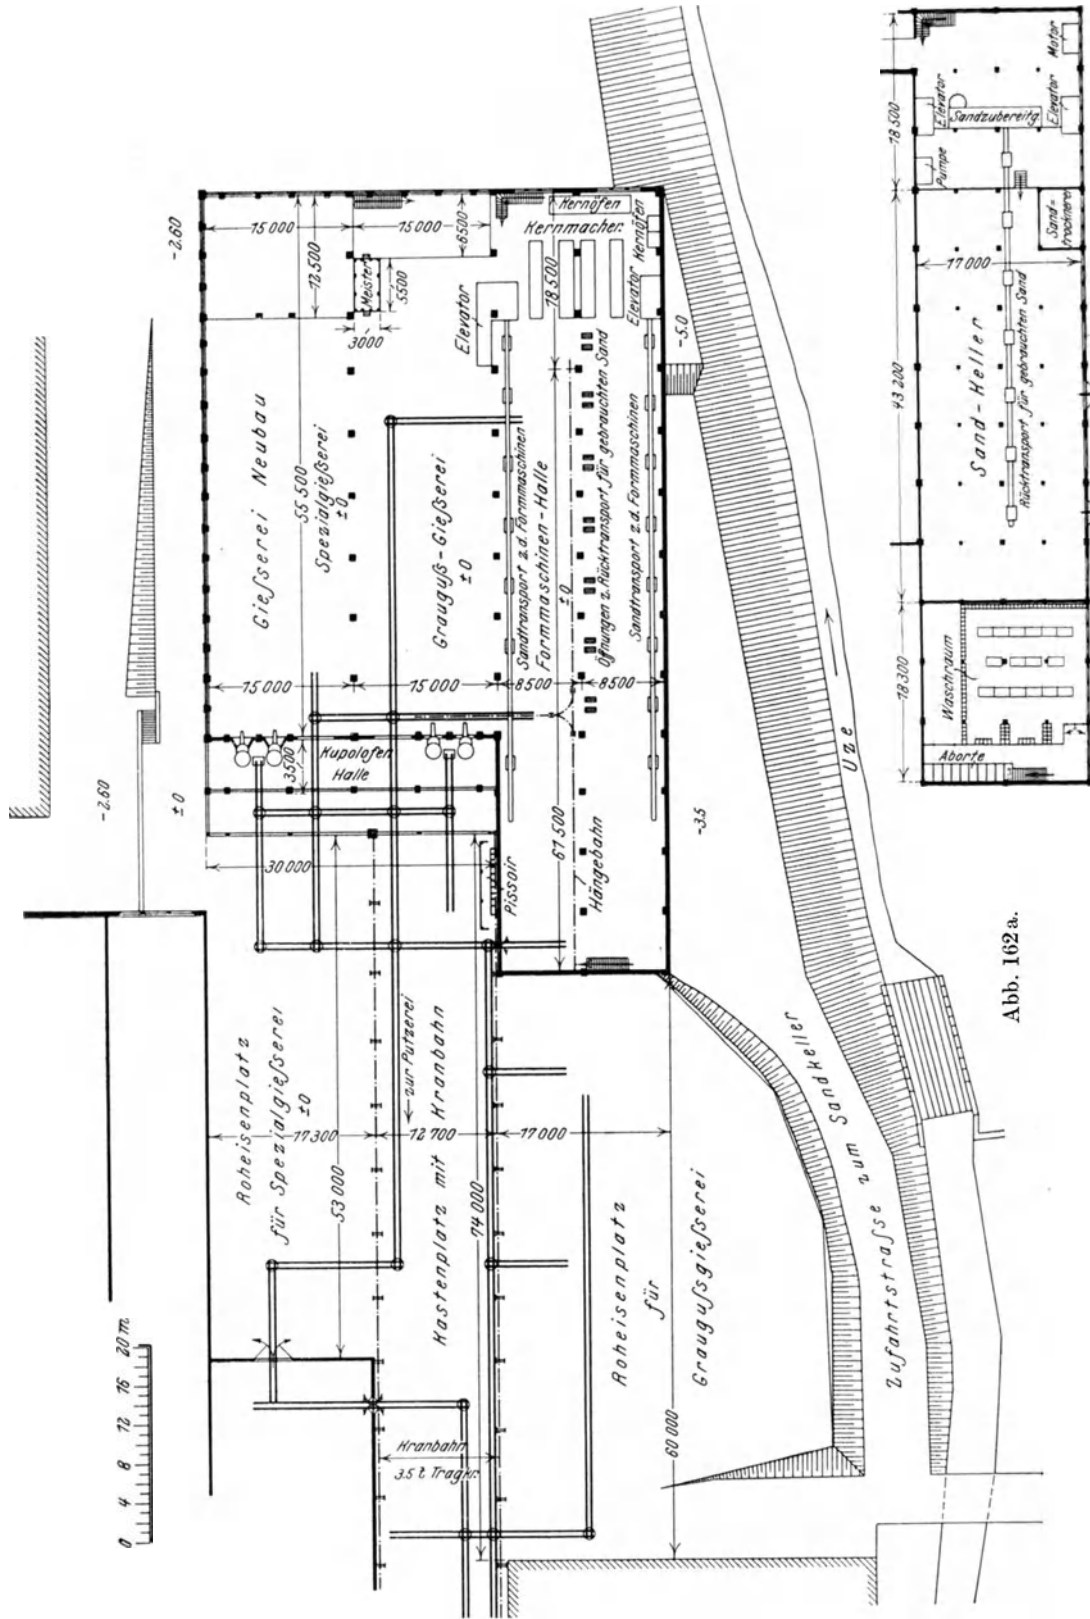 -2.60
15 000
15 000
12 500
6500
Meister
5500
3000
Gießerei Neubau
55 500
Spezialgießerei
±0
Grauguß-Gießerei
±0
15 000
15 000
8500
8500
Kernöfen
Kernmacher.
Kernöfen
18 500
Elevator
Elevator
Sandtransport z.d. Formmaschinen
Formmaschinen-Halle
±0
Öffnungen z. Rücktransport für gebrauchten Sand
Sandtransport z.d. Formmaschinen
-5.0
-3.5
Kupolofen
Halle
3500
-2.60
±0
30 000
Pissoir
67 500
Hängebahn
Roheisenplatz
für Spezialgießerei
±0
17 300
53 000
zur Putzerei
Kastenplatz mit Kranbahn
12 700
17 000
74 000
Roheisenplatz
für
Graugussgießerei
60 000
Kranbahn
3.5 t Tragkr.
0 4 8 12 16 20 m
Uze
Zufahrtstraße zum Sandkeller
18 500
Motor
Elevator
Elevator
Sandzubereitg.
Pumpe
Sand-
trocknerei
17 000
43 200
Sand-Keller
Rücktransport für gebrauchten Sand
18 300
Waschraum
Aborte
Abb. 162a.